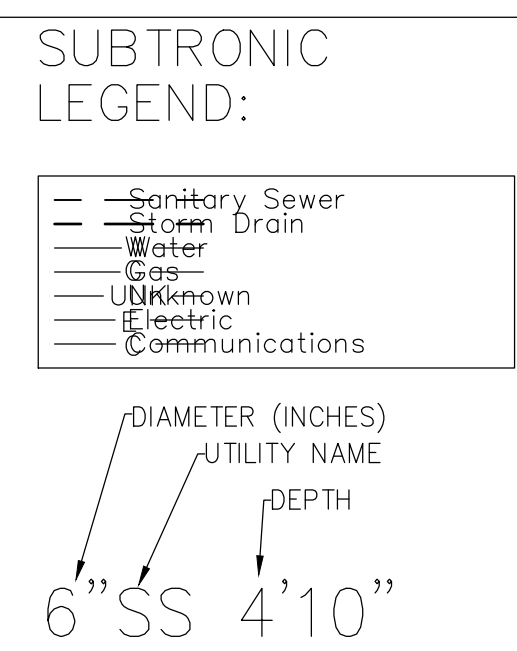 SUBTRONIC
LEGEND:
Sanitary Sewer
Storm Drain
W Water
G Gas
UNK Unknown
E Electric
C Communications
DIAMETER (INCHES)
UTILITY NAME
DEPTH
6"SS 4'10"